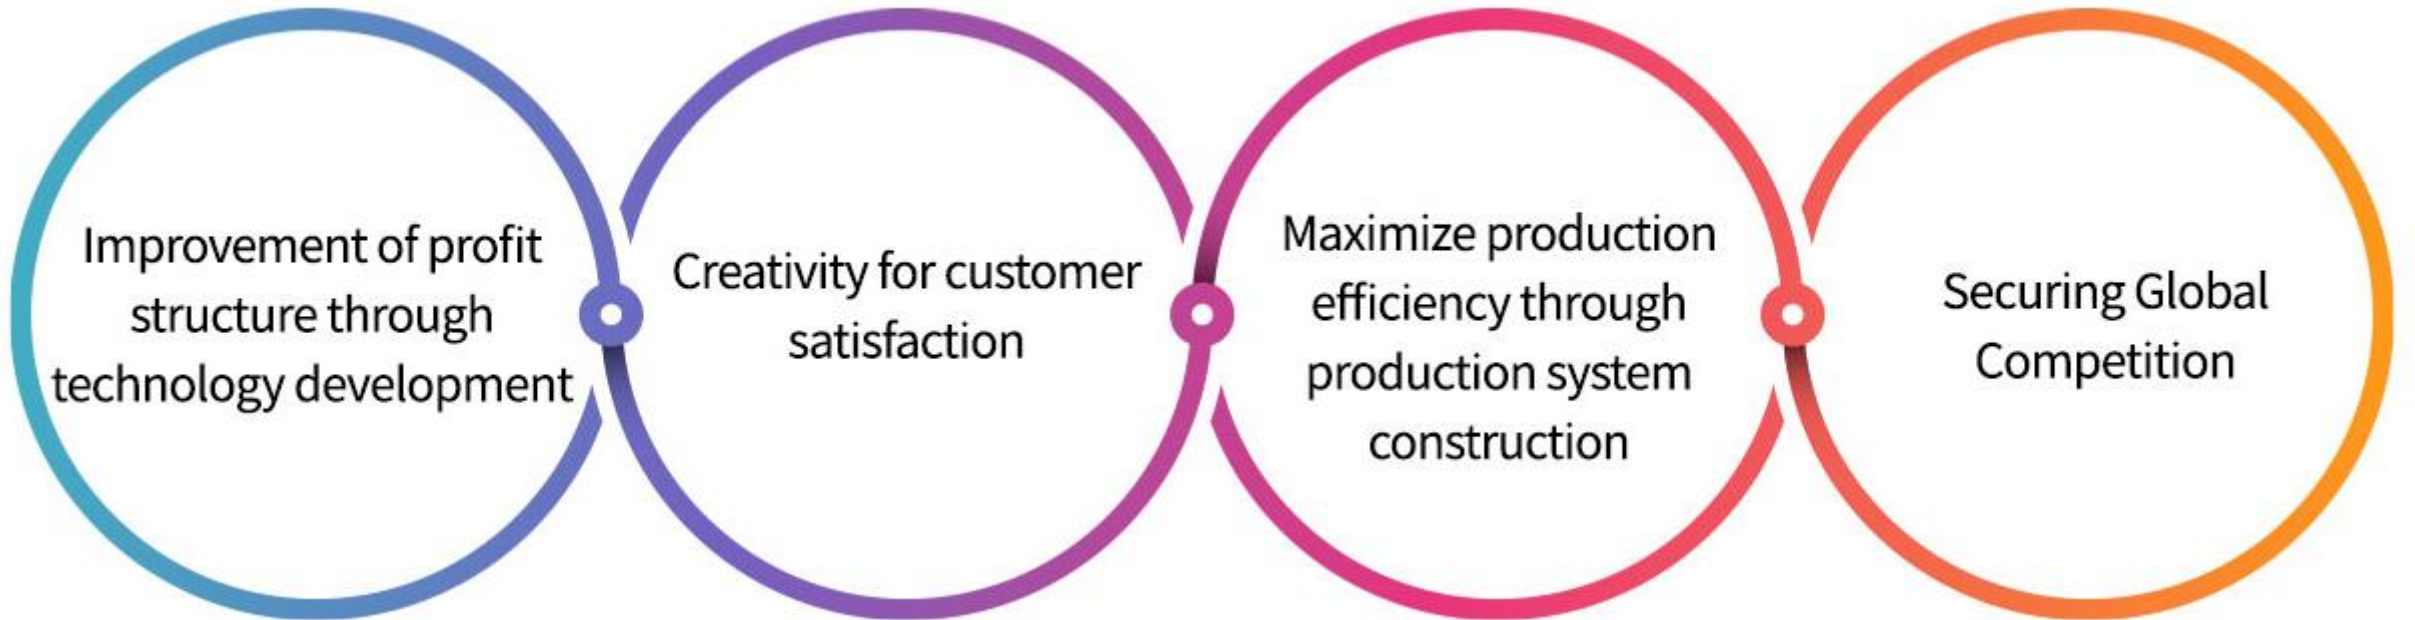 Improvement of profit
structure through
technology development
Creativity for customer
satisfaction
Maximize production
efficiency through
production system
construction
Securing Global
Competition